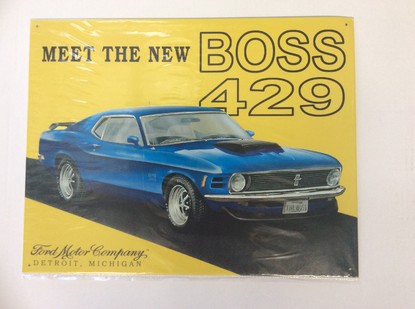 MEET THE NEW BOSS
429
Ford Motor Company,
DETROIT, MICHIGAN